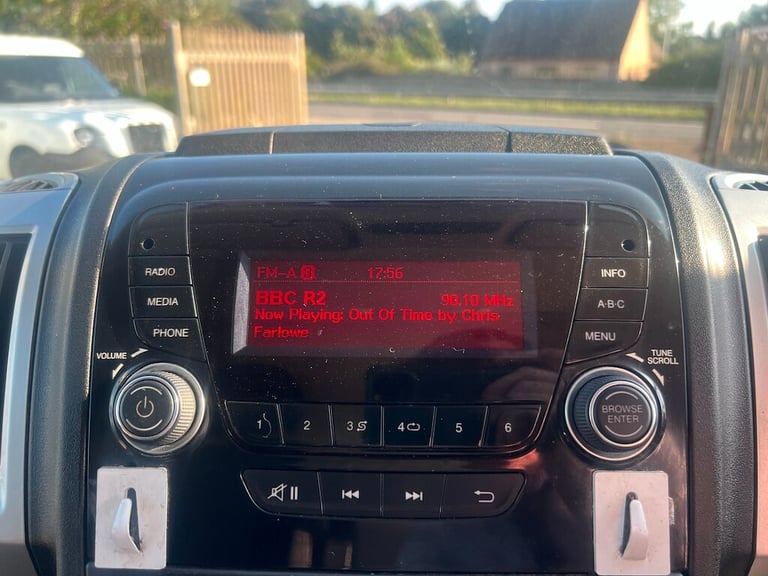 FM-A 17:56
RADIO
INFO
BBC R2 90.10 MHz
Now Playing: Out Of Time by Chris
Farlowe
MEDIA
A·B·C
PHONE
MENU
VOLUME
TUNE
SCROLL
BROWSE
ENTER
1 2 3 4 5 6